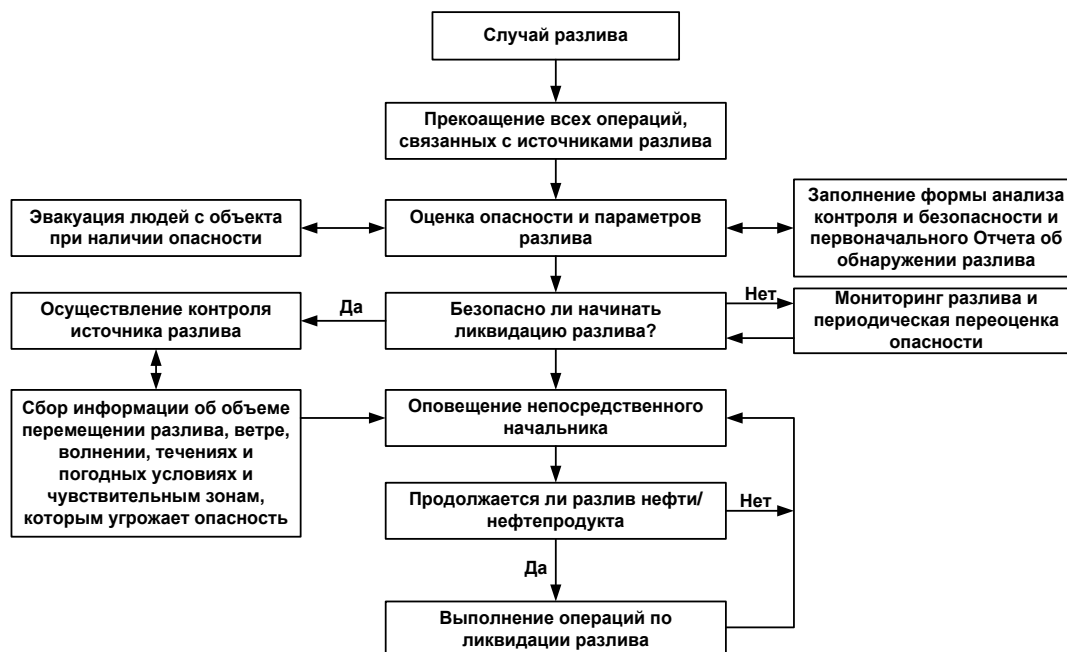 Случай разлива
Прекоащение всех операций,
связанных с источниками разлива
Эвакуация людей с объекта
при наличии опасности
Оценка опасности и параметров
разлива
Заполнение формы анализа
контроля и безопасности и
первоначального Отчета об
обнаружении разлива
Осуществление контроля
источника разлива
Да
Безопасно ли начинать
ликвидацию разлива?
Нет
Мониторинг разлива и
периодическая переоценка
опасности
Сбор информации об объеме
перемещении разлива, ветре,
волнении, течениях и
погодных условиях и
чувствительным зонам,
которым угрожает опасность
Оповещение непосредственного
начальника
Продолжается ли разлив нефти/
нефтепродукта
Нет
Да
Выполнение операций по
ликвидации разлива